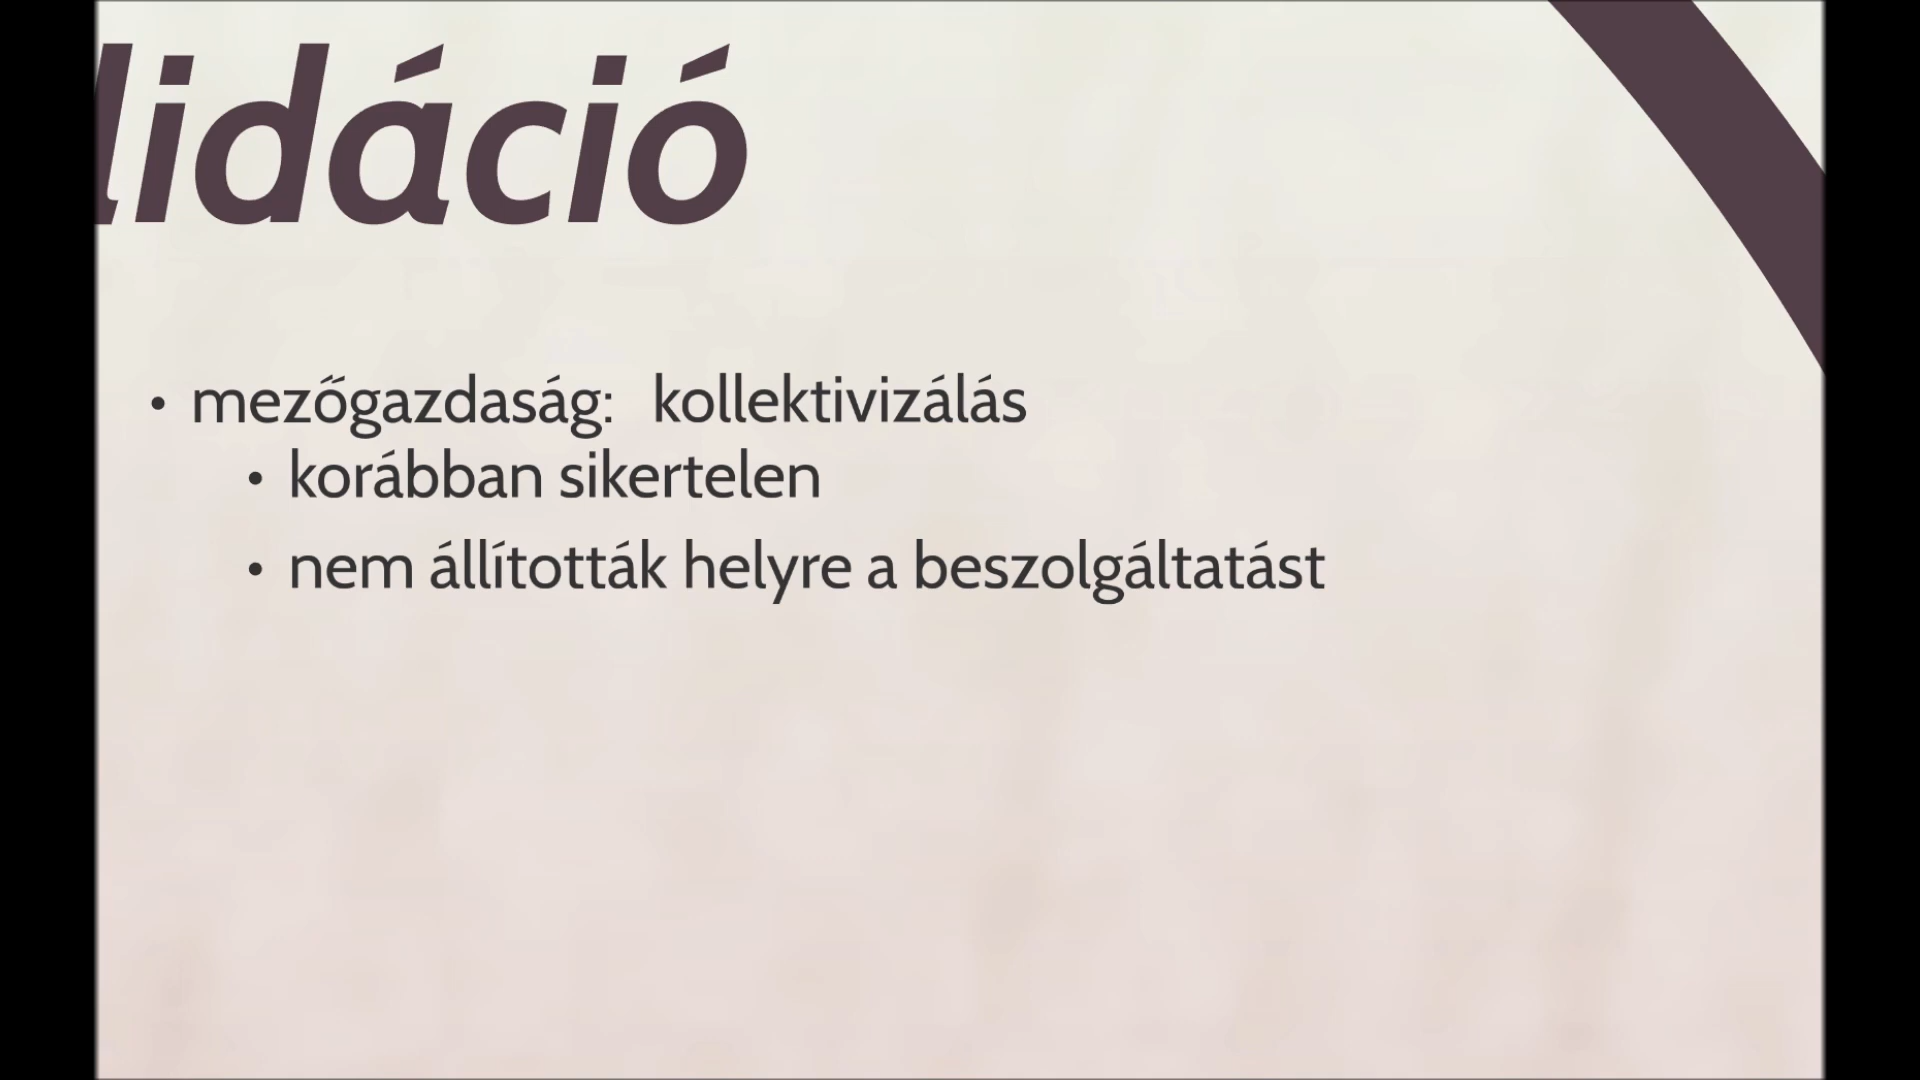 lidáció
• mezőgazdaság: kollektivizálás
• korábban sikertelen
• nem állították helyre a beszolgáltatást